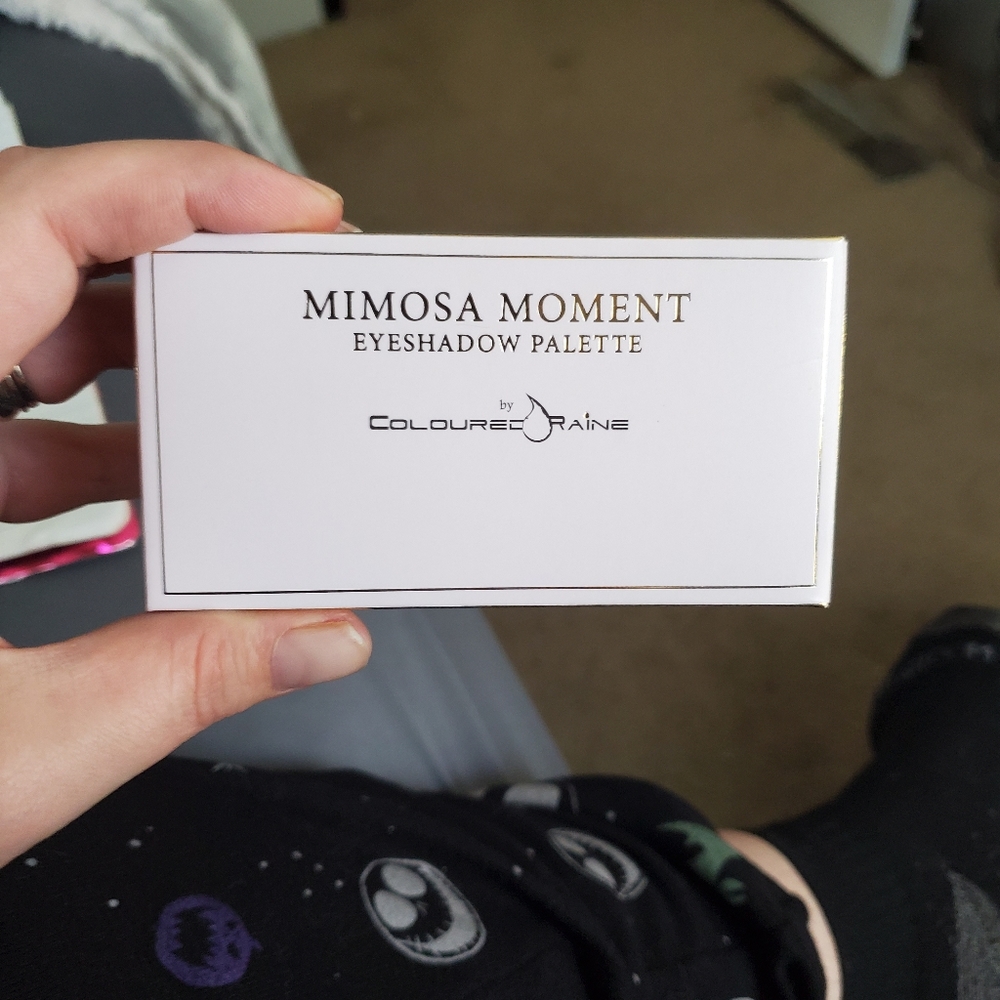 MIMOSA MOMENT
EYESHADOW PALETTE
by
COLOURED RAINE